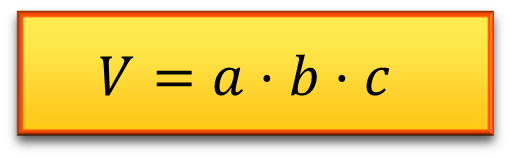 V = a · b · c